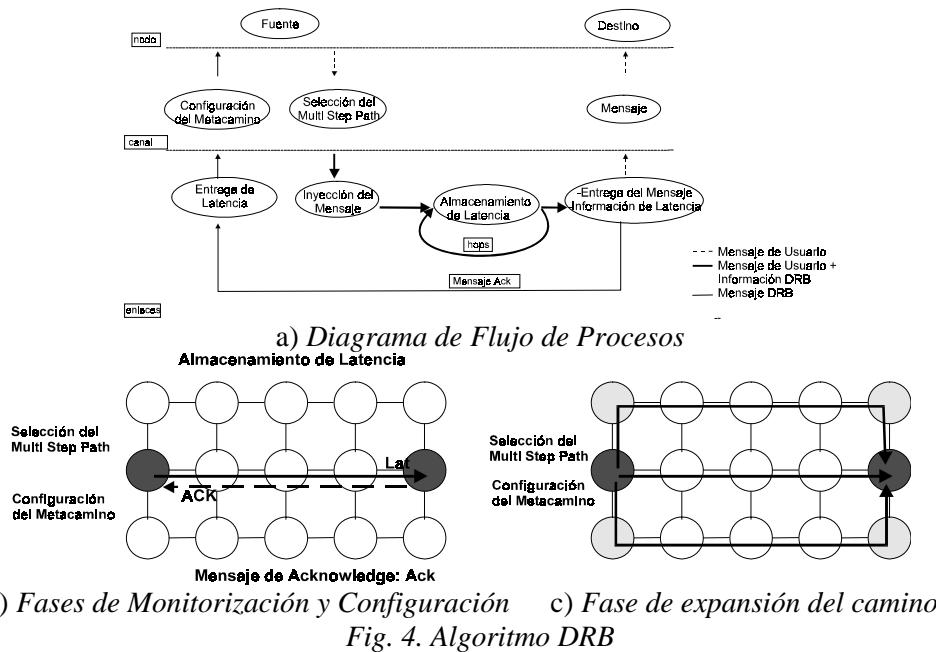 Fuente
Destino
nodo
Configuración
del Metacamino
Selección del
Multi Step Path
Mensaje
canal
Entrega de
Latencia
Inyección del
Mensaje
Almacenamiento
de Latencia
-Entrega del Mensaje
-Información de Latencia
hops
Mensaje Ack
Mensaje de Usuario
Mensaje de Usuario +
Información DRB
Mensaje DRB
enlaces
a) Diagrama de Flujo de Procesos
Almacenamiento de Latencia
Selección del
Multi Step Path
Lat
ACK
Configuración
del Metacamino
Mensaje de Acknowledge: Ack
Selección del
Multi Step Path
Configuración
del Metacamino
) Fases de Monitorización y Configuración
c) Fase de expansión del camino
Fig. 4. Algoritmo DRB